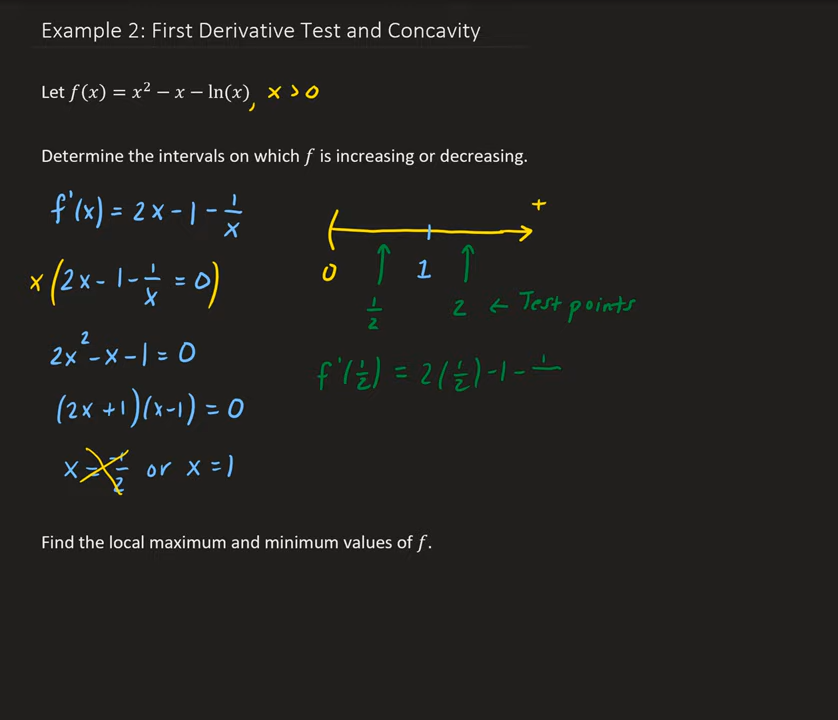 Example 2: First Derivative Test and Concavity
Let f(x) = x² − x − ln(x), x > 0
Determine the intervals on which f is increasing or decreasing.
f'(x) = 2x − 1 − 1/x
x(2x − 1 − 1/x = 0)
2x² − x − 1 = 0
(2x + 1)(x − 1) = 0
x = −1/2 or x = 1
+
0 1
1/2 2 ← Test points
f'(1/2) = 2(1/2) − 1 − 1/
Find the local maximum and minimum values of f.